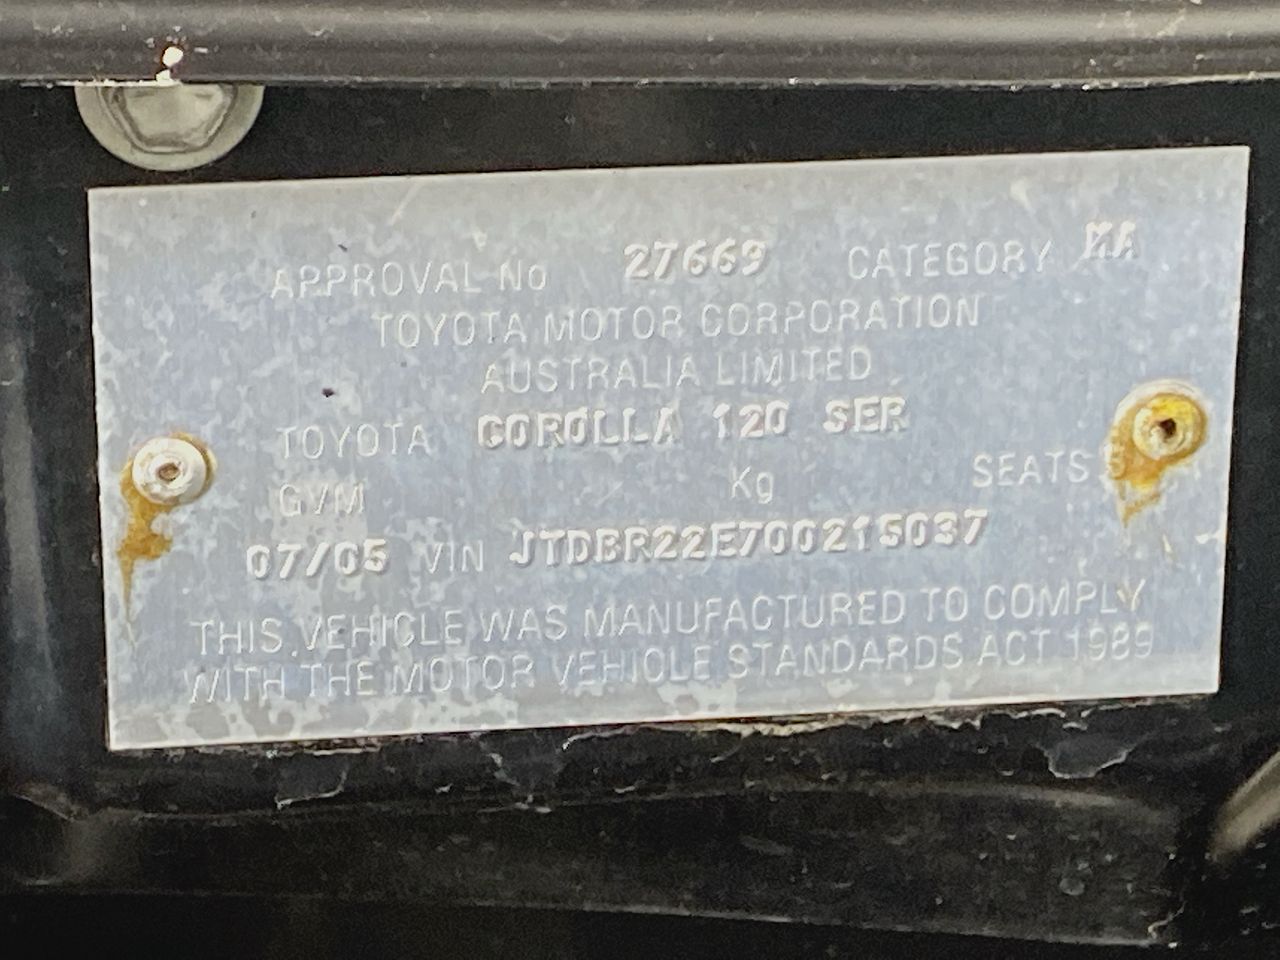 APPROVAL No 27669 CATEGORY MA
TOYOTA MOTOR CORPORATION
AUSTRALIA LIMITED
TOYOTA COROLLA 120 SER
GVM Kg SEATS
07/05 VIN JTDBR22E700215037
THIS VEHICLE WAS MANUFACTURED TO COMPLY
WITH THE MOTOR VEHICLE STANDARDS ACT 1989